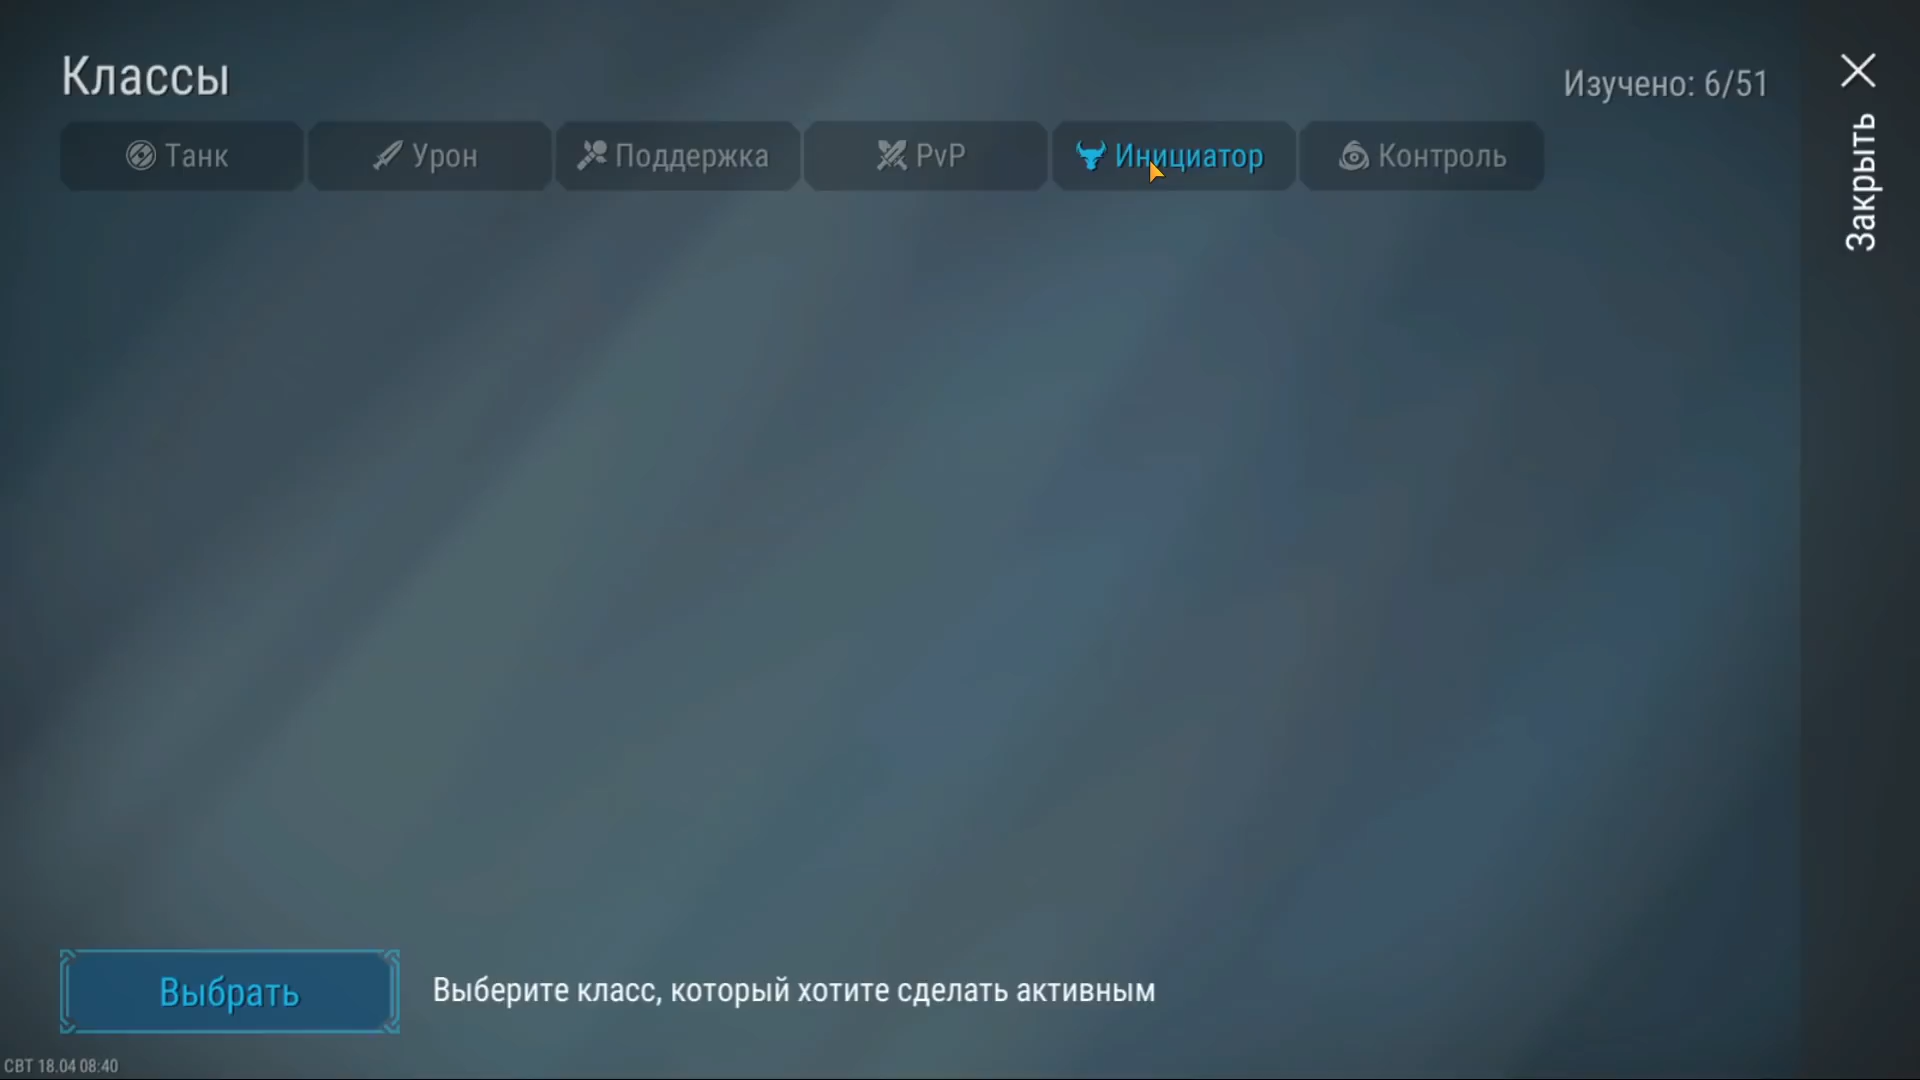 Классы
Изучено: 6/51
Закрыть
Танк
Урон
Поддержка
PvP
Инициатор
Контроль
Выбрать
Выберите класс, который хотите сделать активным
CBT 18.04 08:40